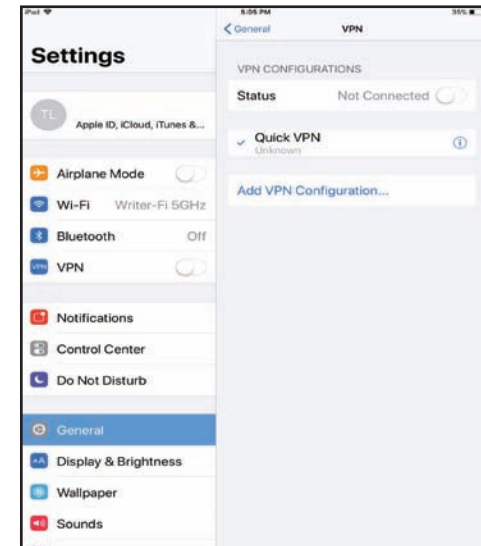 iPad
5:05 PM
35%
Settings
TL
Apple ID, iCloud, iTunes &...
Airplane Mode
Wi-Fi Writer-Fi 5GHz
Bluetooth Off
VPN VPN
Notifications
Control Center
Do Not Disturb
General
AA Display & Brightness
Wallpaper
Sounds
< General VPN
VPN CONFIGURATIONS
Status Not Connected
Quick VPN
Unknown
Add VPN Configuration...